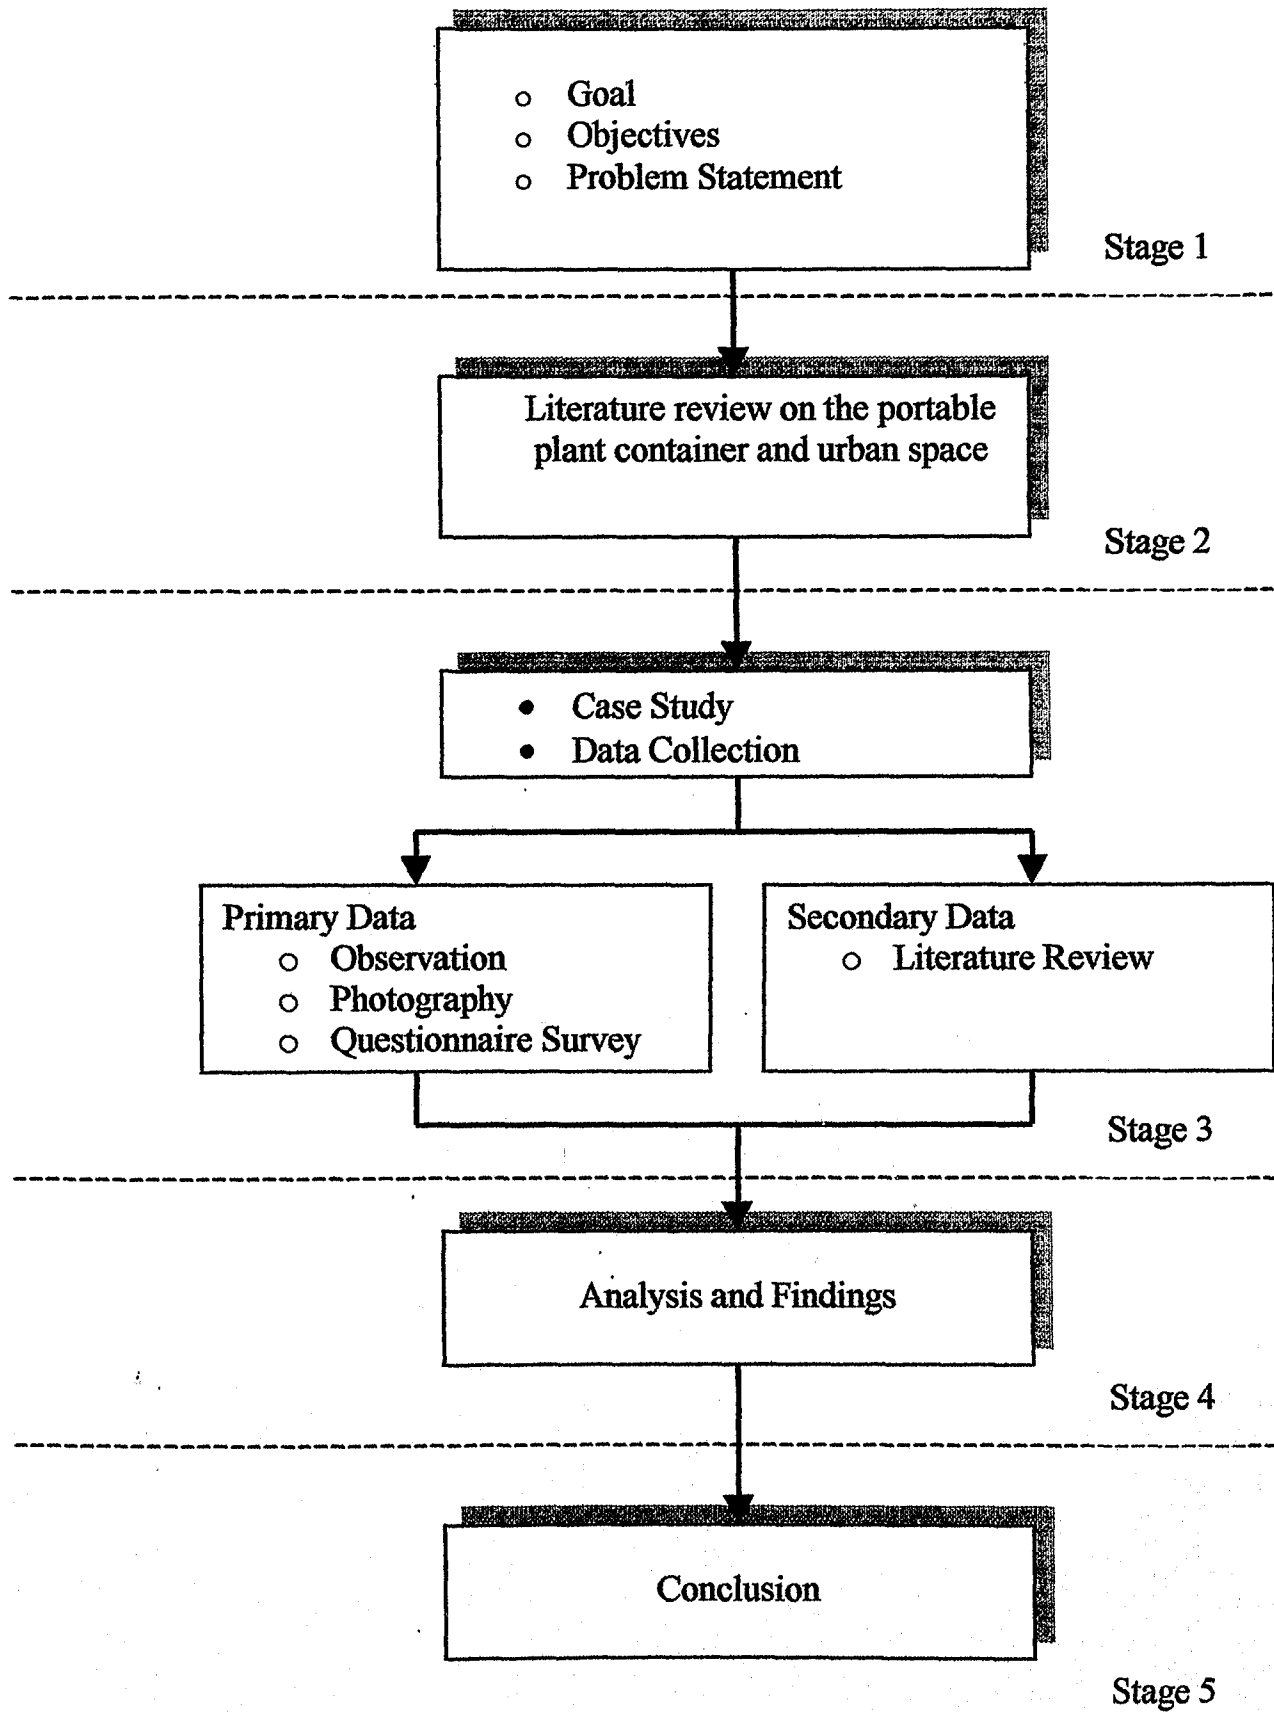 Goal
Objectives
Problem Statement
Stage 1
Literature review on the portable
plant container and urban space
Stage 2
Case Study
Data Collection
Primary Data
Observation
Photography
Questionnaire Survey
Secondary Data
Literature Review
Stage 3
Analysis and Findings
Stage 4
Conclusion
Stage 5